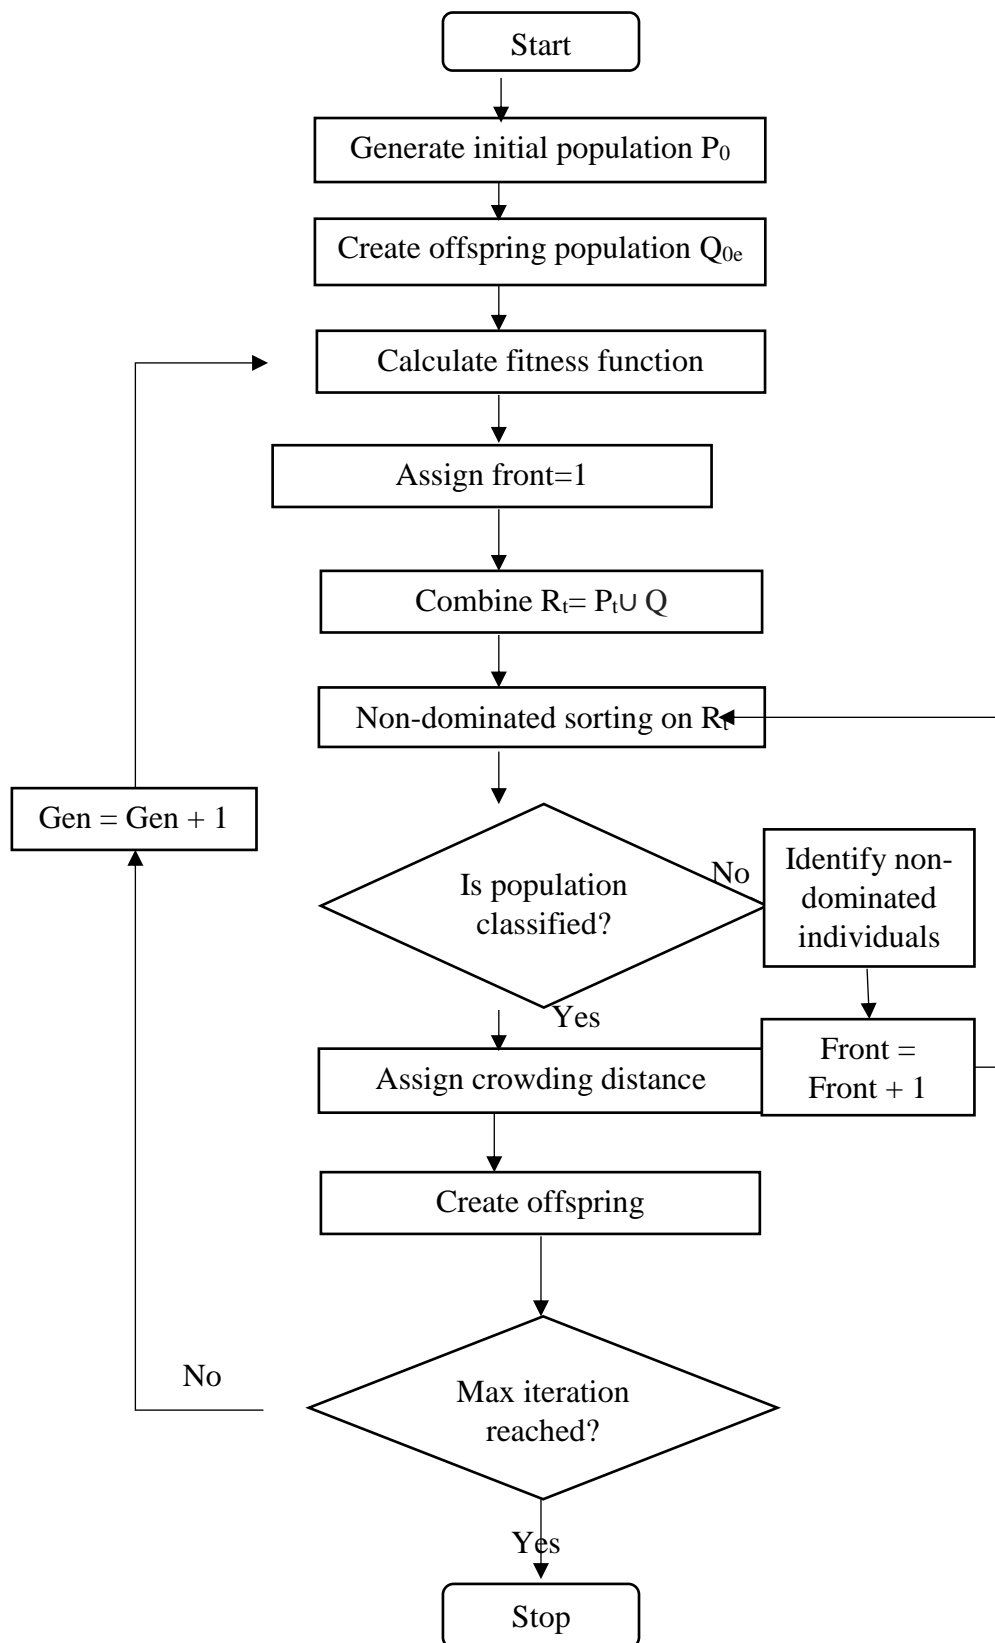 Start
Generate initial population P₀
Create offspring population Q₀ₑ
Calculate fitness function
Assign front=1
Combine Rₜ= Pₜ∪ Q
Non-dominated sorting on Rₜ
Gen = Gen + 1
Is population
classified?
No
Identify non-
dominated
individuals
Yes
Front =
Front + 1
Assign crowding distance
Create offspring
No
Max iteration
reached?
Yes
Stop